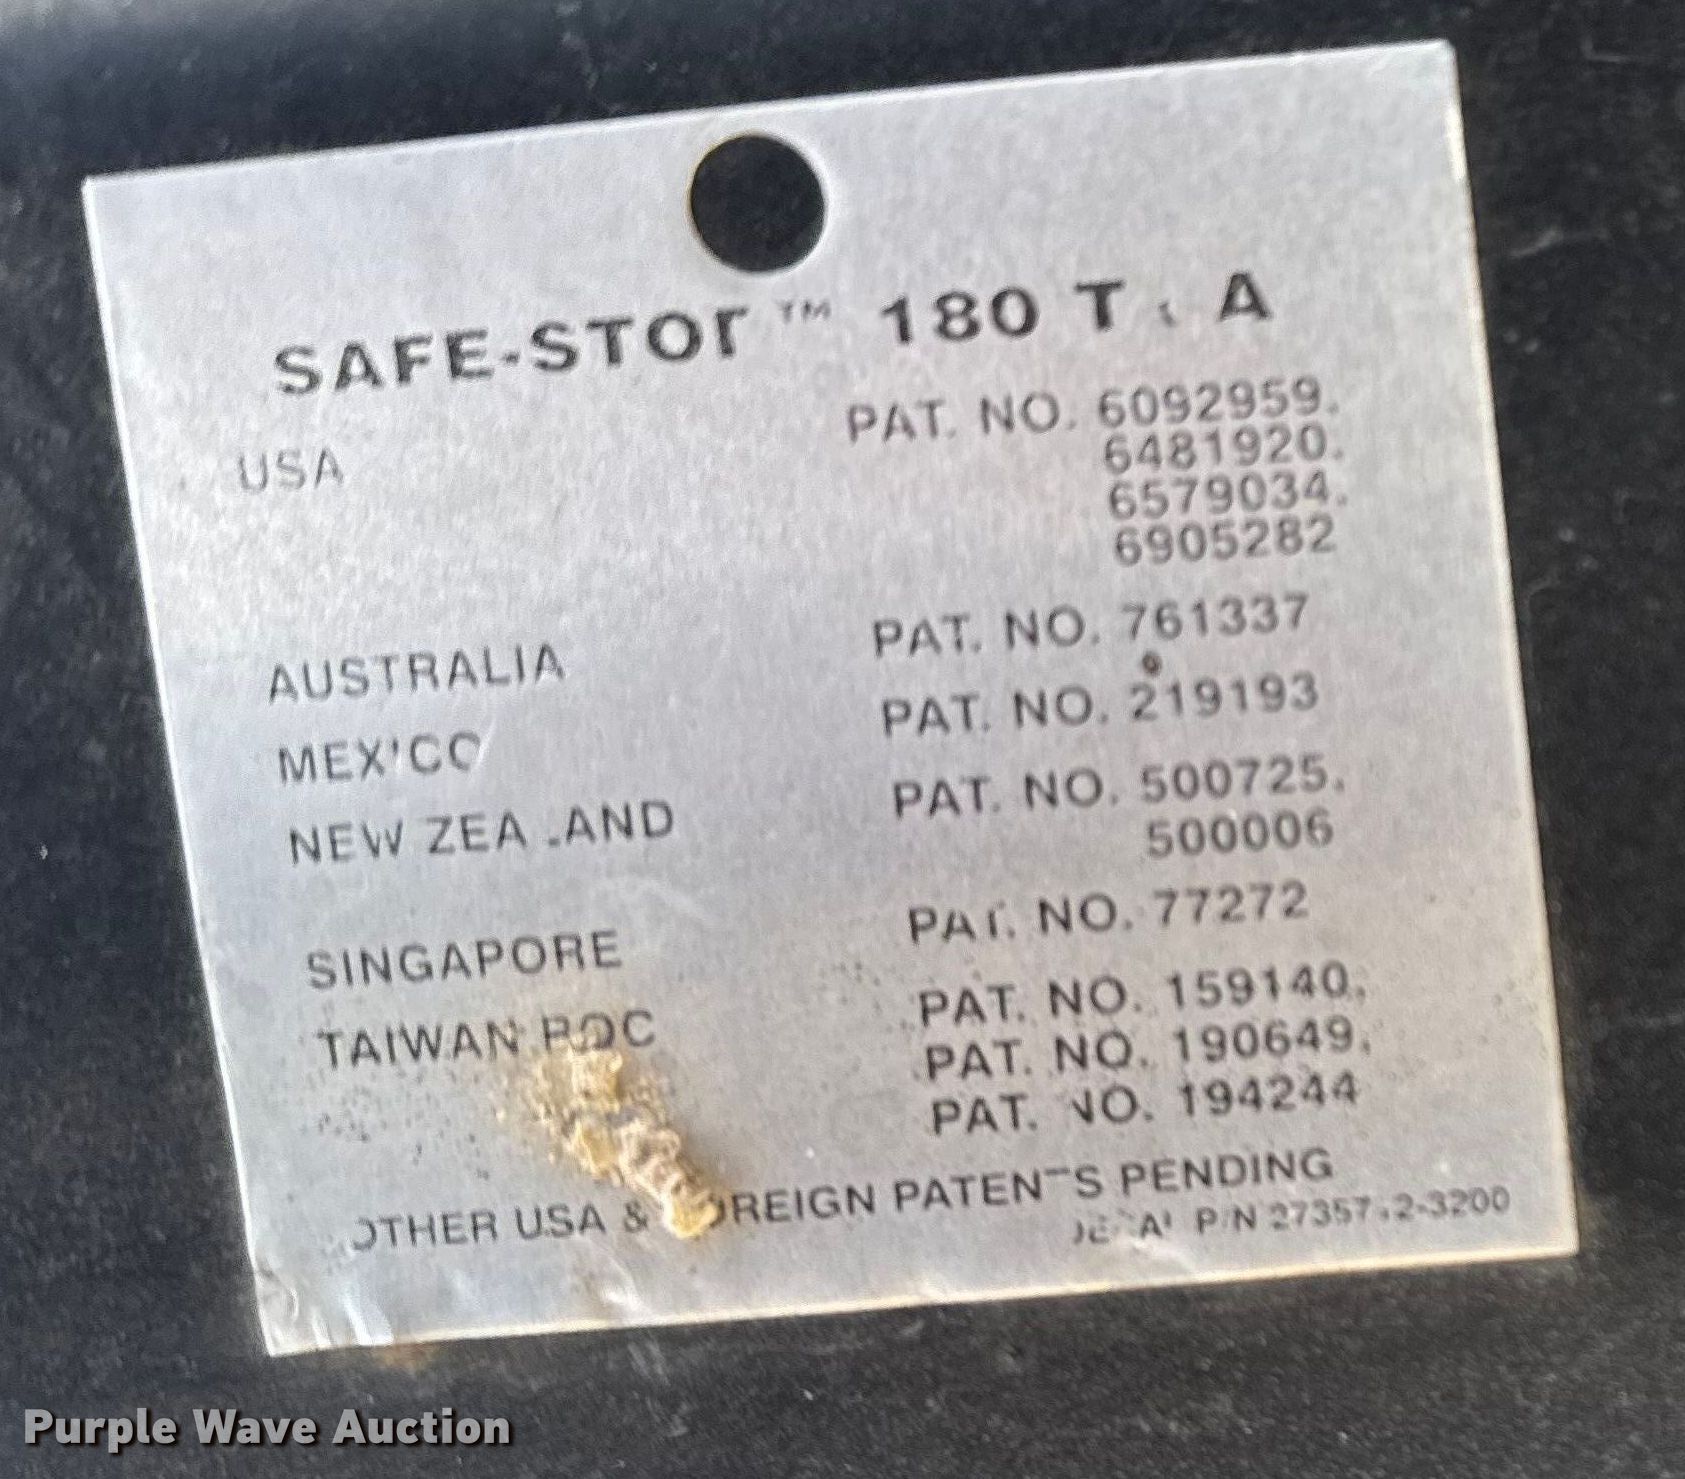 SAFE-STOP™ 180 T M A
USA PAT. NO. 6092959,
6481920,
6579034,
6905282
AUSTRALIA PAT. NO. 761337
MEXICO PAT. NO. 219193
NEW ZEALAND PAT. NO. 500725,
500006
SINGAPORE PAT. NO. 77272
TAIWAN ROC PAT. NO. 159140,
PAT. NO. 190649,
PAT. NO. 194244
OTHER USA & FOREIGN PATENTS PENDING
DECAL P/N
Purple Wave Auction